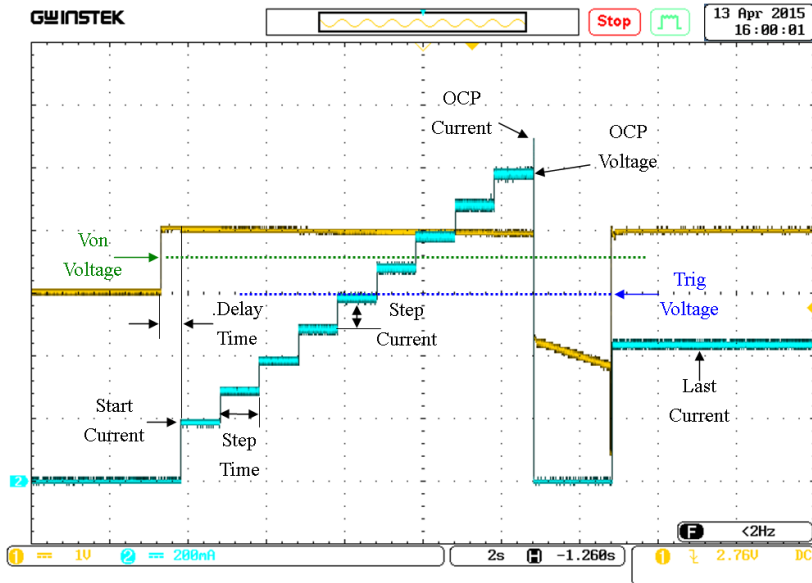 GWINSTEK
Stop
13 Apr 2015
16:00:01
OCP
Current
OCP
Voltage
Von
Voltage
Trig
Voltage
Delay
Time
Step
Current
Start
Current
Step
Time
Last
Current
2
F <2Hz
1 1V 2 200mA 2s H -1.260s 1 2.76V DC